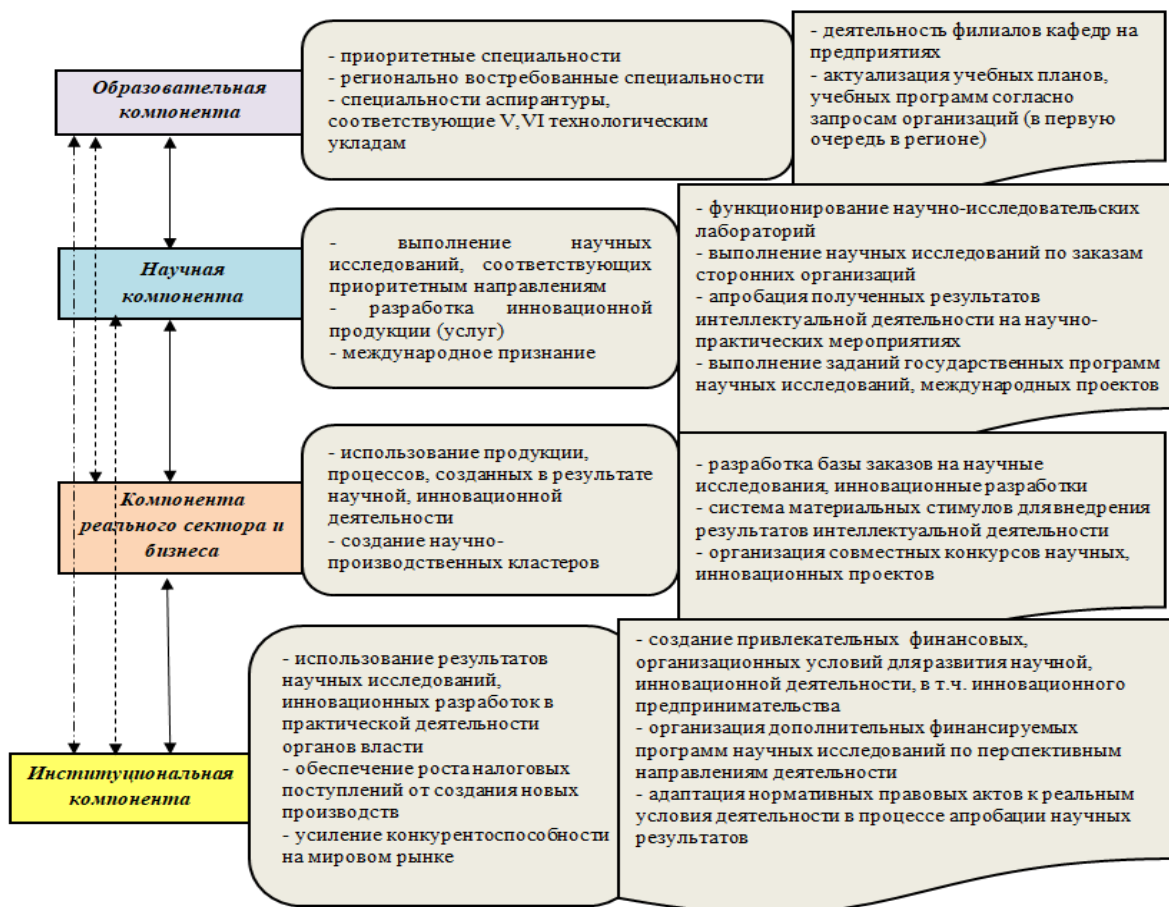 Образовательная
компонента
- приоритетные специальности
- регионально востребованные специальности
- специальности аспирантуры,
соответствующие V,VI технологическим
укладам
- деятельность филиалов кафедр на
предприятиях
- актуализация учебных планов,
учебных программ согласно
запросам организаций (в первую
очередь в регионе)
Научная
компонента
- выполнение научных
исследований, соответствующих
приоритетным направлениям
- разработка инновационной
продукции (услуг)
- международное признание
- функционирование научно-исследовательских
лабораторий
- выполнение научных исследований по заказам
сторонних организаций
- апробация полученных результатов
интеллектуальной деятельности на научно-
практических мероприятиях
- выполнение заданий государственных программ
научных исследований, международных проектов
Компонента
реального сектора и
бизнеса
- использование продукции,
процессов, созданных в результате
научной, инновационной
деятельности
- создание научно-
производственных кластеров
- разработка базы заказов на научные
исследования, инновационные разработки
- система материальных стимулов для внедрения
результатов интеллектуальной деятельности
- организация совместных конкурсов научных,
инновационных проектов
Институциональная
компонента
- использование результатов
научных исследований,
инновационных разработок в
практической деятельности
органов власти
- обеспечение роста налоговых
поступлений от создания новых
производств
- усиление конкурентоспособности
на мировом рынке
- создание привлекательных финансовых,
организационных условий для развития научной,
инновационной деятельности, в т.ч. инновационного
предпринимательства
- организация дополнительных финансируемых
программ научных исследований по перспективным
направлениям деятельности
- адаптация нормативных правовых актов к реальным
условия деятельности в процессе апробации научных
результатов